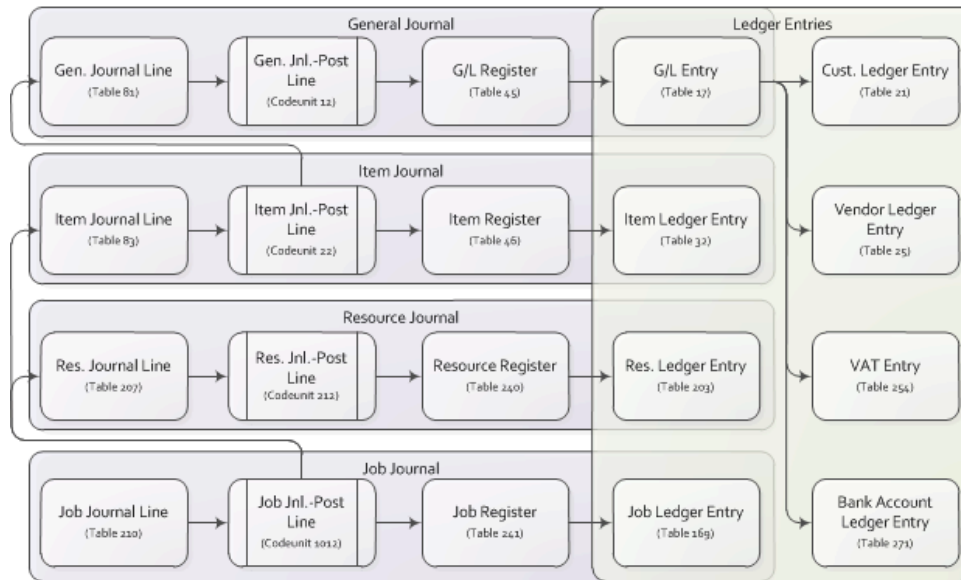 General Journal
Ledger Entries
Gen. Journal Line
(Table 81)
Gen. Jnl.-Post
Line
(Codeunit 12)
G/L Register
(Table 45)
G/L Entry
(Table 17)
Cust. Ledger Entry
(Table 21)
Item Journal
Item Journal Line
(Table 83)
Item Jnl.-Post
Line
(Codeunit 22)
Item Register
(Table 46)
Item Ledger Entry
(Table 32)
Vendor Ledger
Entry
(Table 25)
Resource Journal
Res. Journal Line
(Table 207)
Res. Jnl.-Post
Line
(Codeunit 212)
Resource Register
(Table 240)
Res. Ledger Entry
(Table 203)
VAT Entry
(Table 254)
Job Journal
Job Journal Line
(Table 210)
Job Jnl.-Post
Line
(Codeunit 1012)
Job Register
(Table 241)
Job Ledger Entry
(Table 169)
Bank Account
Ledger Entry
(Table 271)